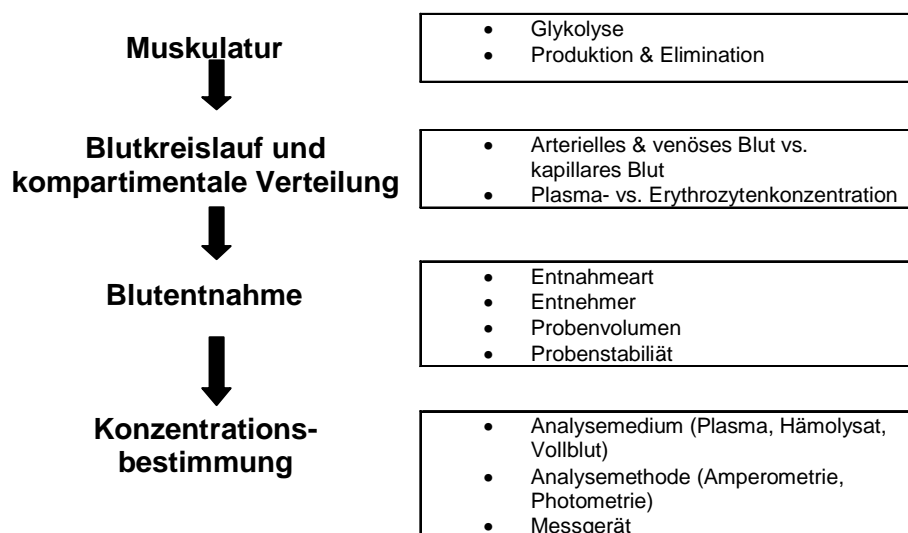 Muskulatur
• Glykolyse
• Produktion & Elimination
Blutkreislauf und
kompartimentale Verteilung
• Arterielles & venöses Blut vs.
kapillares Blut
• Plasma- vs. Erythrozytenkonzentration
Blutentnahme
• Entnahmeart
• Entnehmer
• Probenvolumen
• Probenstabiliät
Konzentrations-
bestimmung
• Analysemedium (Plasma, Hämolysat,
Vollblut)
• Analysemethode (Amperometrie,
Photometrie)
• Messgerät